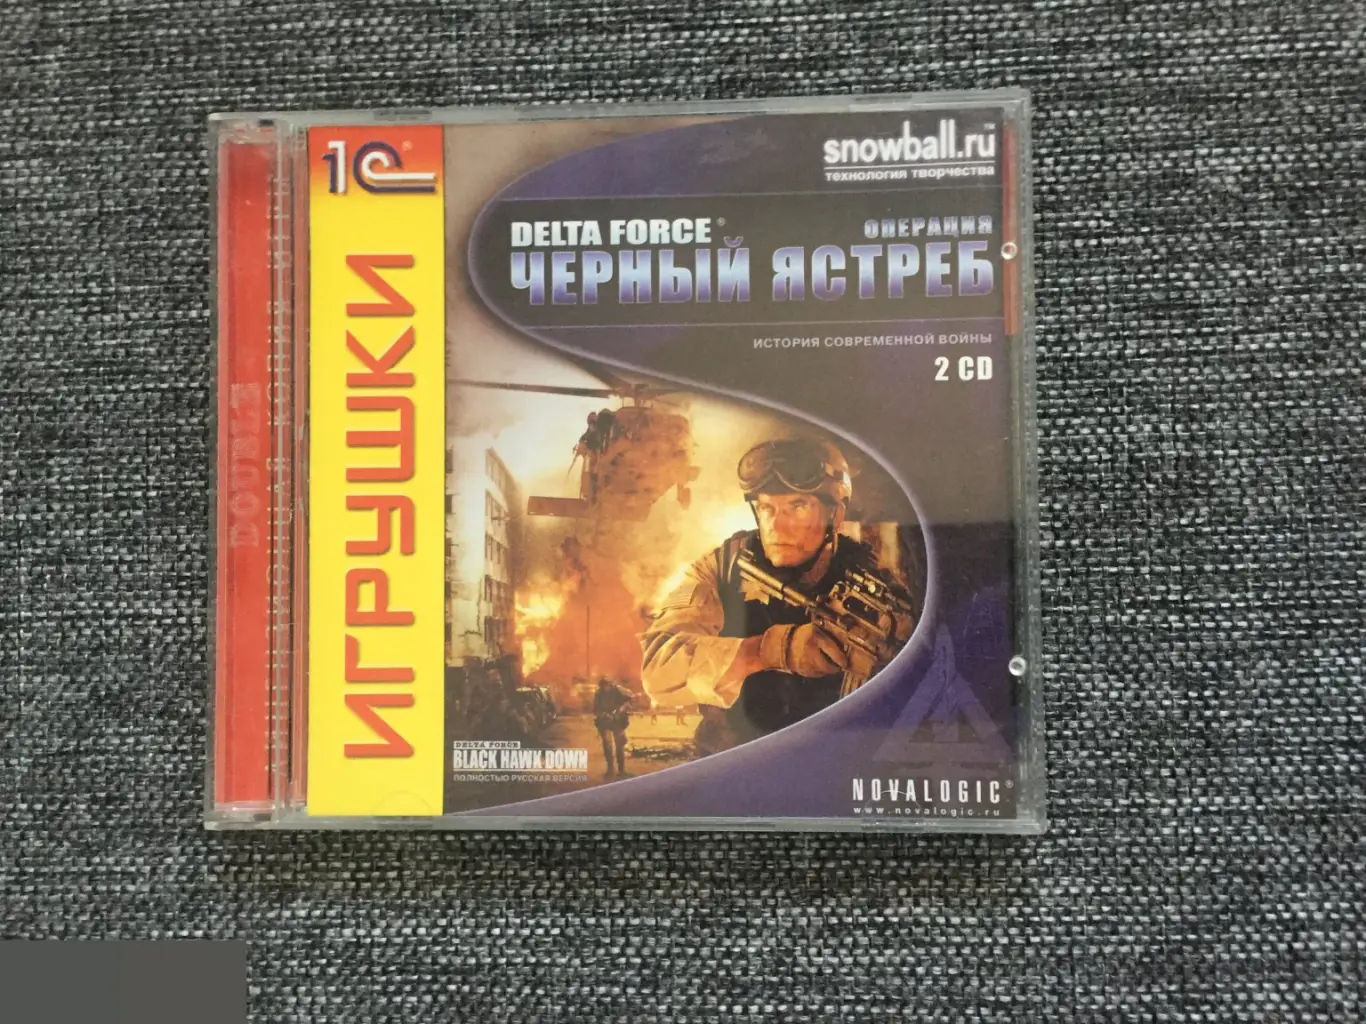 1С®
ИГРУШКИ
DOUBLE
snowball.ru™
технология творчества
DELTA FORCE®
ОПЕРАЦИЯ
ЧЕРНЫЙ ЯСТРЕБ
ИСТОРИЯ СОВРЕМЕННОЙ ВОЙНЫ
2 CD
DELTA FORCE
BLACK HAWK DOWN
ПОЛНОСТЬЮ РУССКАЯ ВЕРСИЯ
NOVALOGIC®
www.novalogic.ru